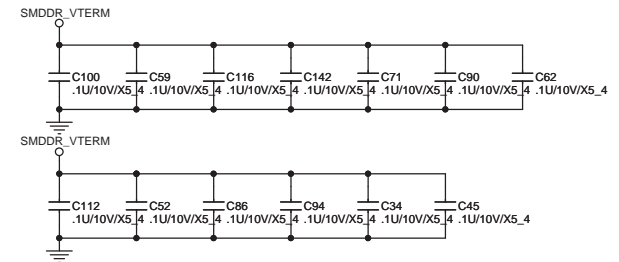 SMDDR_VTERM
C100 C59 C116 C142 C71 C90 C62
.1U/10V/X5_4 .1U/10V/X5_4 .1U/10V/X5_4 .1U/10V/X5_4 .1U/10V/X5_4 .1U/10V/X5_4 .1U/10V/X5_4
SMDDR_VTERM
C112 C52 C86 C94 C34 C45
.1U/10V/X5_4 .1U/10V/X5_4 .1U/10V/X5_4 .1U/10V/X5_4 .1U/10V/X5_4 .1U/10V/X5_4